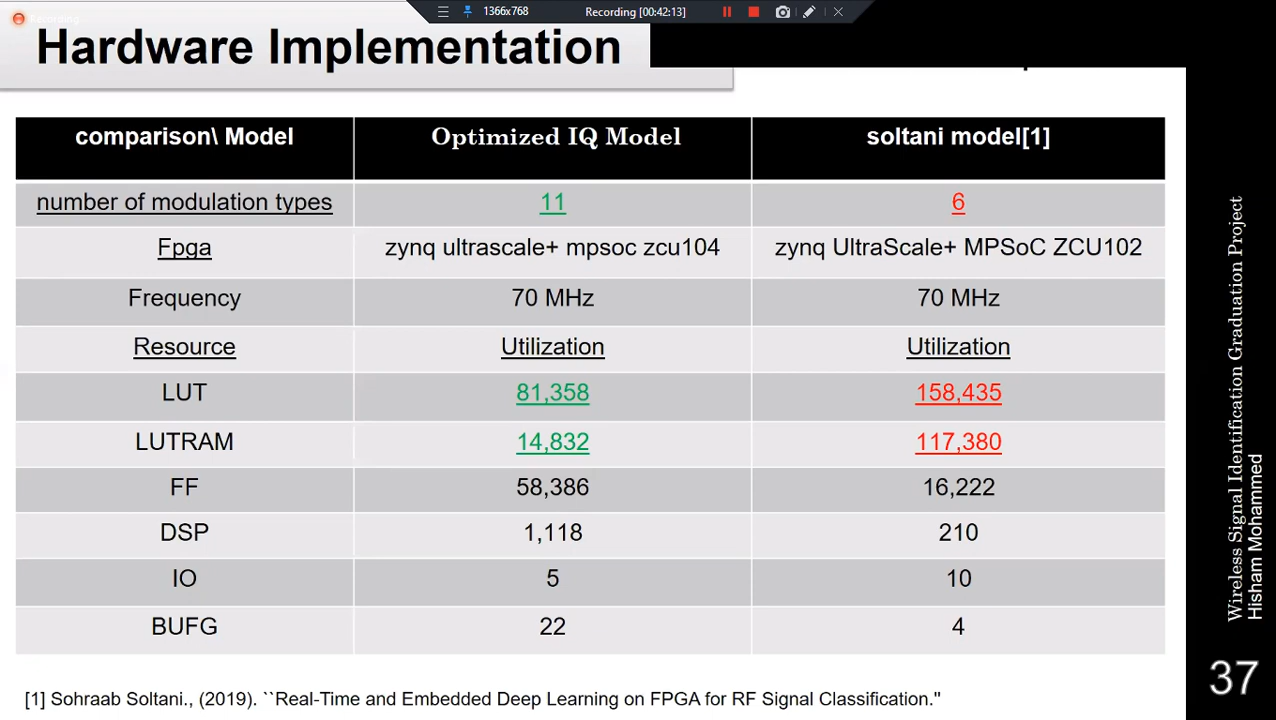 Recording...
1366x768
Recording [00:42:13]
Hardware Implementation
comparison\ Model
Optimized IQ Model
soltani model[1]
number of modulation types
11
6
Fpga
zynq ultrascale+ mpsoc zcu104
zynq UltraScale+ MPSoC ZCU102
Frequency
70 MHz
70 MHz
Resource
Utilization
Utilization
LUT
81,358
158,435
LUTRAM
14,832
117,380
FF
58,386
16,222
DSP
1,118
210
IO
5
10
BUFG
22
4
[1] Sohraab Soltani., (2019). ``Real-Time and Embedded Deep Learning on FPGA for RF Signal Classification.''
Wireless Signal Identification Graduation Project
Hisham Mohammed
37